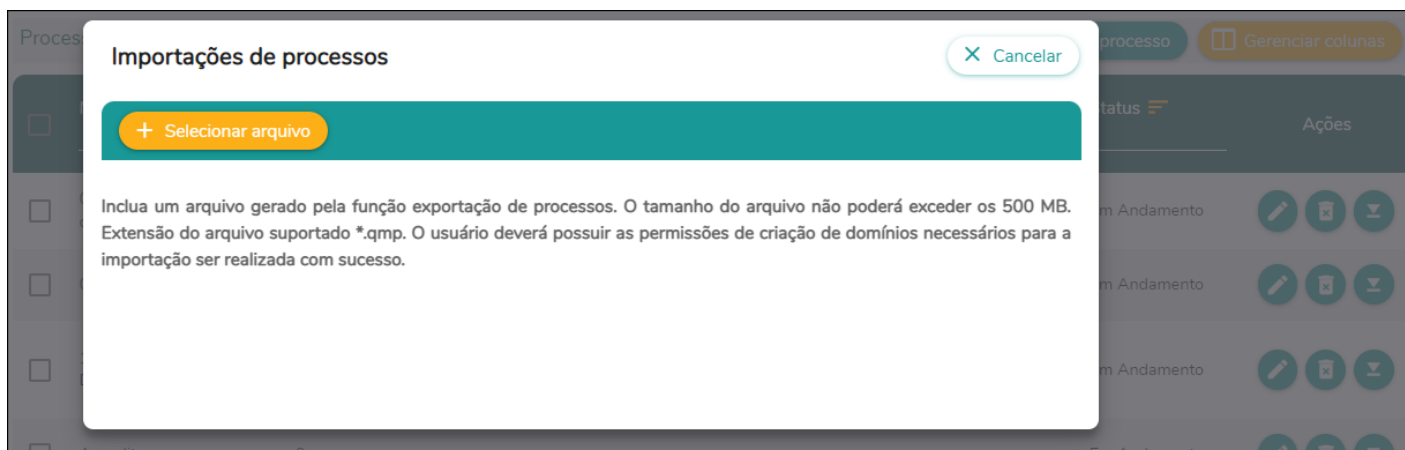 Importações de processos
Cancelar
processo
Gerenciar colunas
Selecionar arquivo
Ações
Inclua um arquivo gerado pela função exportação de processos. O tamanho do arquivo não poderá exceder os 500 MB.
Extensão do arquivo suportado *.qmp. O usuário deverá possuir as permissões de criação de domínios necessários para a
importação ser realizada com sucesso.
Andamento
Andamento
Andamento